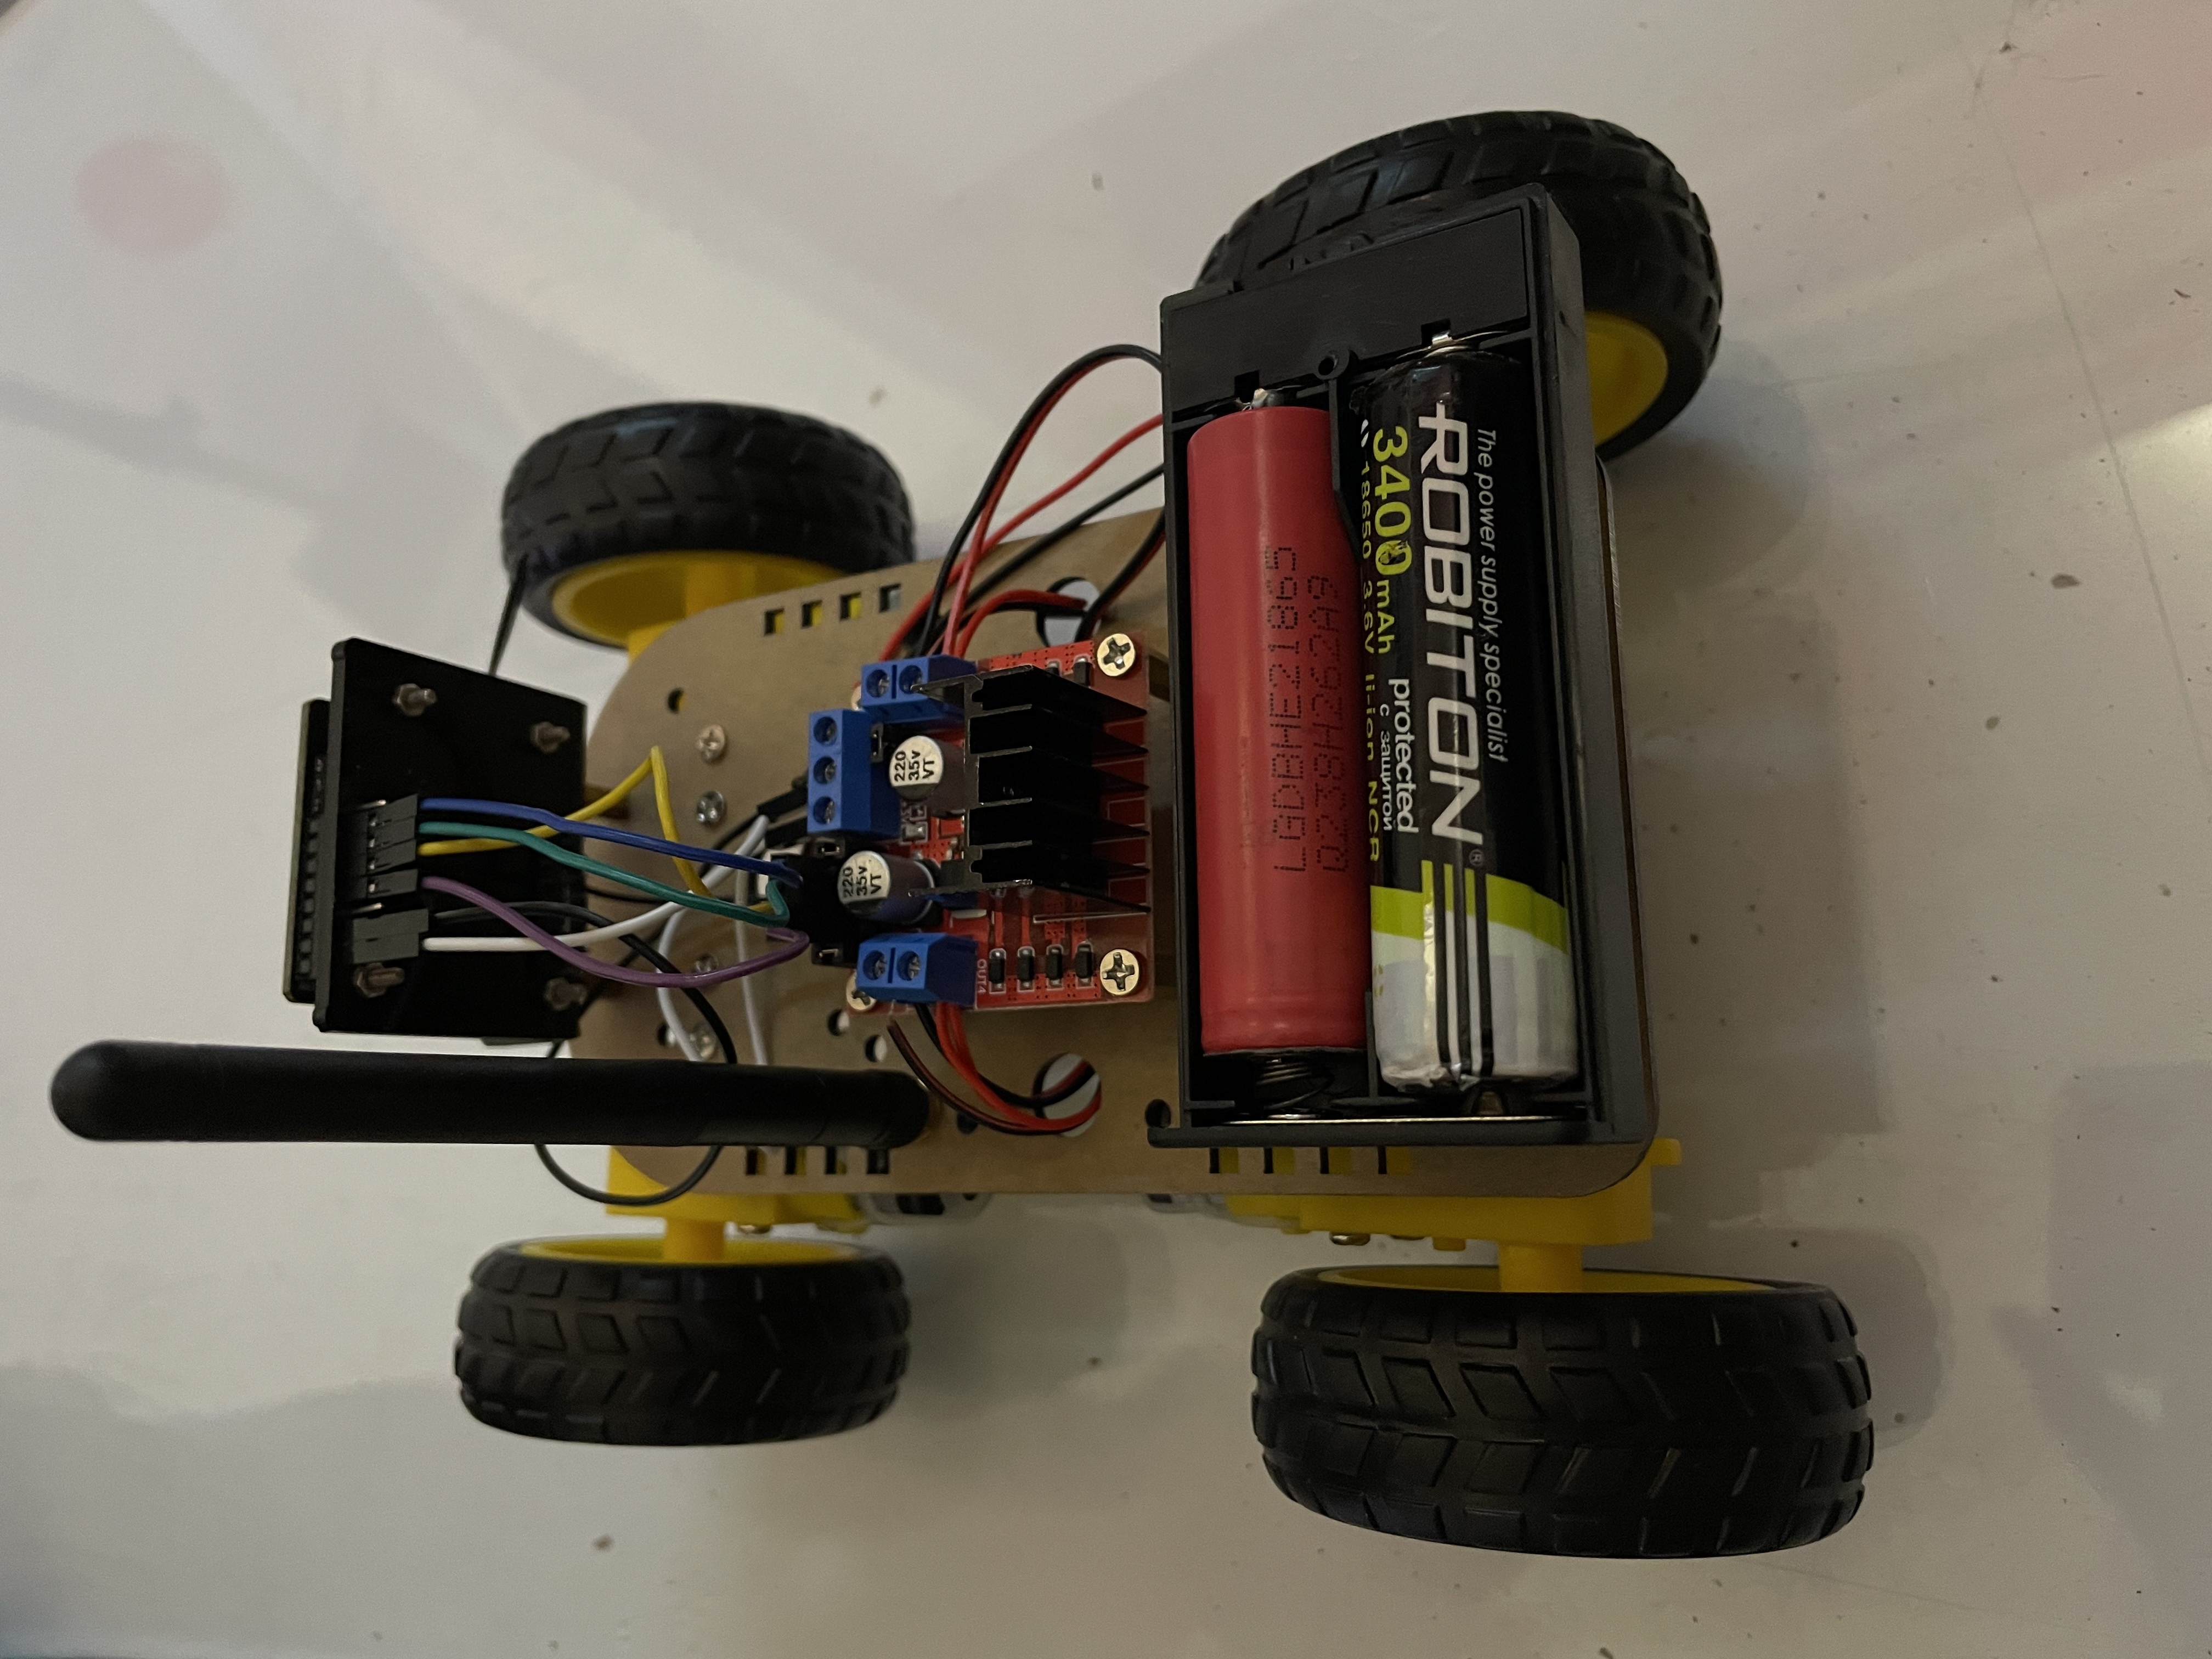 220
35v
VT
220
35v
VT
OUT4
LGDBHE21865
Q238H262A9
The power supply specialist
ROBITON®
protected
с защитой
3400 mAh
18650 3.6V li-ion NCR